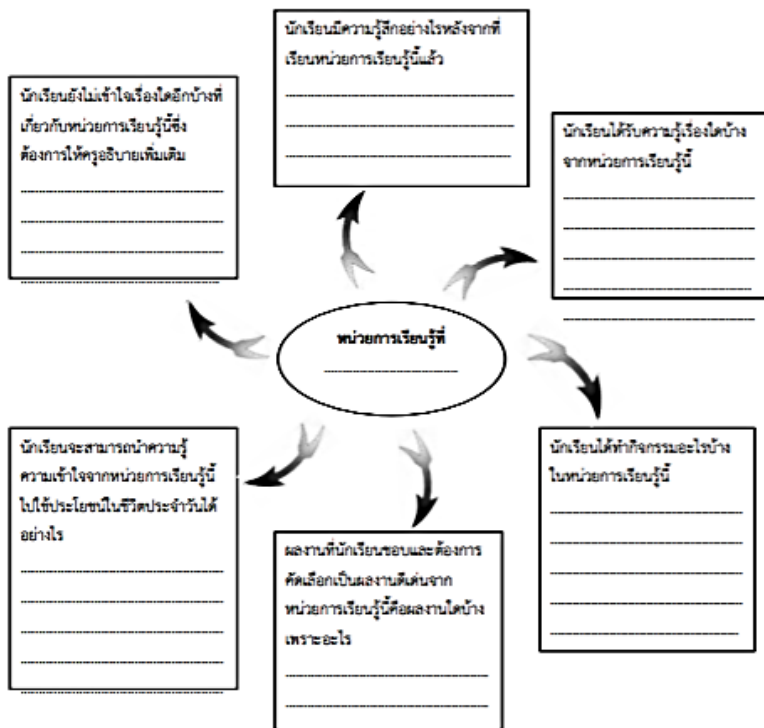 นักเรียนมีความรู้สึกอย่างไรหลังจากที่
เรียนหน่วยการเรียนรู้นี้แล้ว
นักเรียนยังไม่เข้าใจเรื่องใดอีกบ้างที่
เกี่ยวกับหน่วยการเรียนรู้นี้ซึ่ง
ต้องการให้ครูอธิบายเพิ่มเติม
นักเรียนได้รับความรู้เรื่องใดบ้าง
จากหน่วยการเรียนรู้นี้
หน่วยการเรียนรู้ที่
นักเรียนจะสามารถนำความรู้
ความเข้าใจจากหน่วยการเรียนรู้นี้
ไปใช้ประโยชน์ในชีวิตประจำวันได้
อย่างไร
นักเรียนได้ทำกิจกรรมอะไรบ้าง
ในหน่วยการเรียนรู้นี้
ผลงานที่นักเรียนชอบและต้องการ
คัดเลือกเป็นผลงานดีเด่นจาก
หน่วยการเรียนรู้นี้คือผลงานใดบ้าง
เพราะอะไร